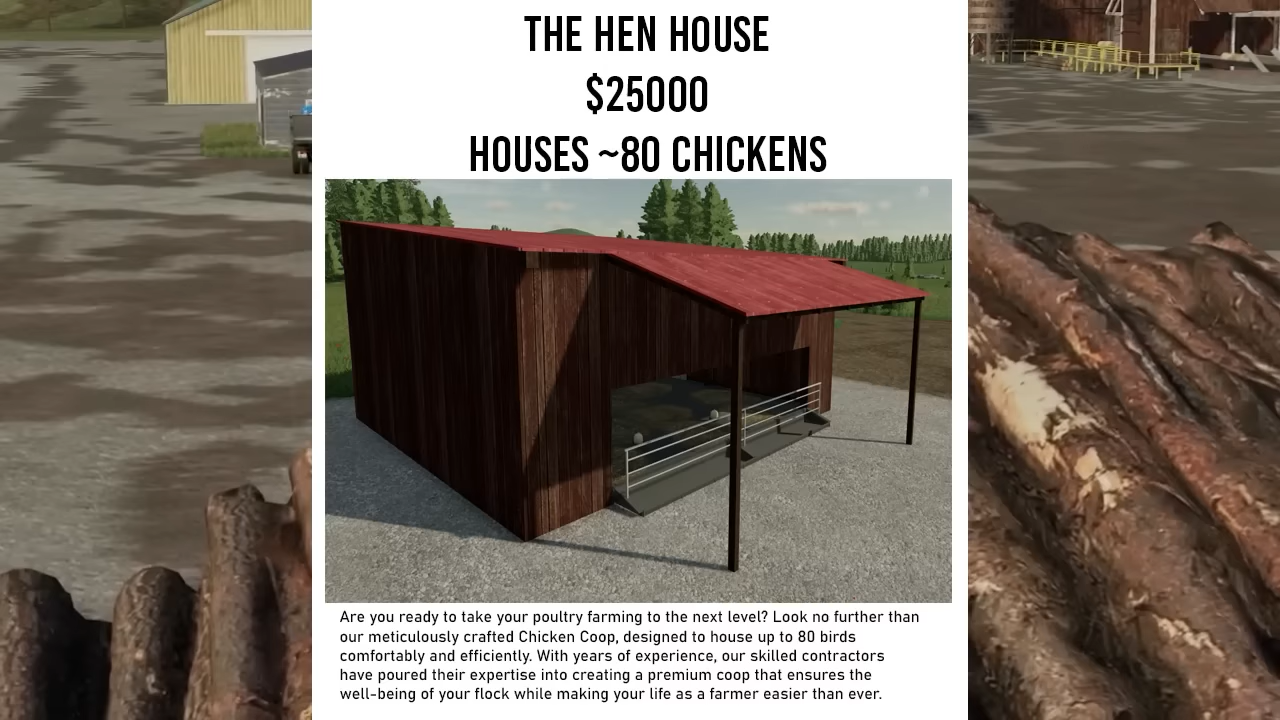 THE HEN HOUSE
$25000
HOUSES ~80 CHICKENS
Are you ready to take your poultry farming to the next level? Look no further than
our meticulously crafted Chicken Coop, designed to house up to 80 birds
comfortably and efficiently. With years of experience, our skilled contractors
have poured their expertise into creating a premium coop that ensures the
well-being of your flock while making your life as a farmer easier than ever.